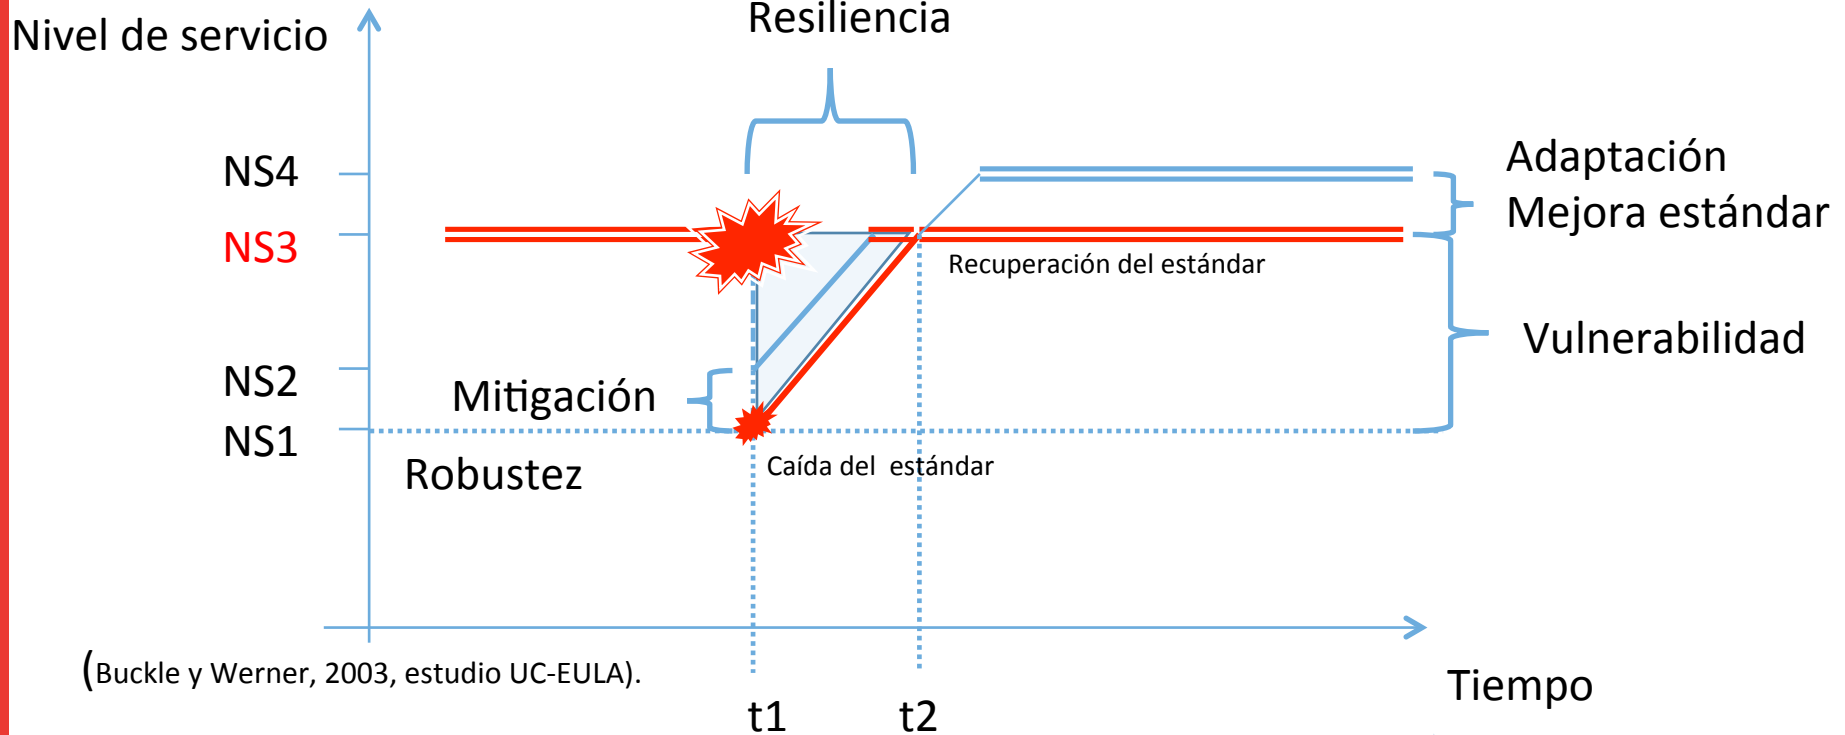 Resiliencia
Nivel de servicio
NS4
Adaptación
Mejora estándar
NS3
Recuperación del estándar
Vulnerabilidad
NS2
Mitigación
NS1
Robustez
Caída del estándar
(Buckle y Werner, 2003, estudio UC-EULA).
Tiempo
t1
t2